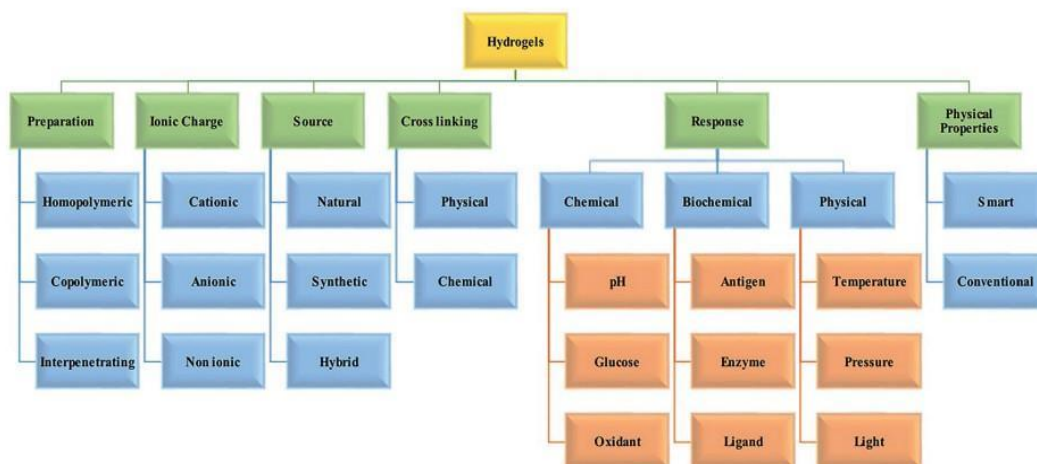 Hydrogels
Preparation
Ionic Charge
Source
Cross linking
Response
Physical
Properties
Homopolymeric
Cationic
Natural
Physical
Chemical
Biochemical
Physical
Smart
Copolymeric
Anionic
Synthetic
Chemical
pH
Antigen
Temperature
Conventional
Interpenetrating
Non ionic
Hybrid
Glucose
Enzyme
Pressure
Oxidant
Ligand
Light